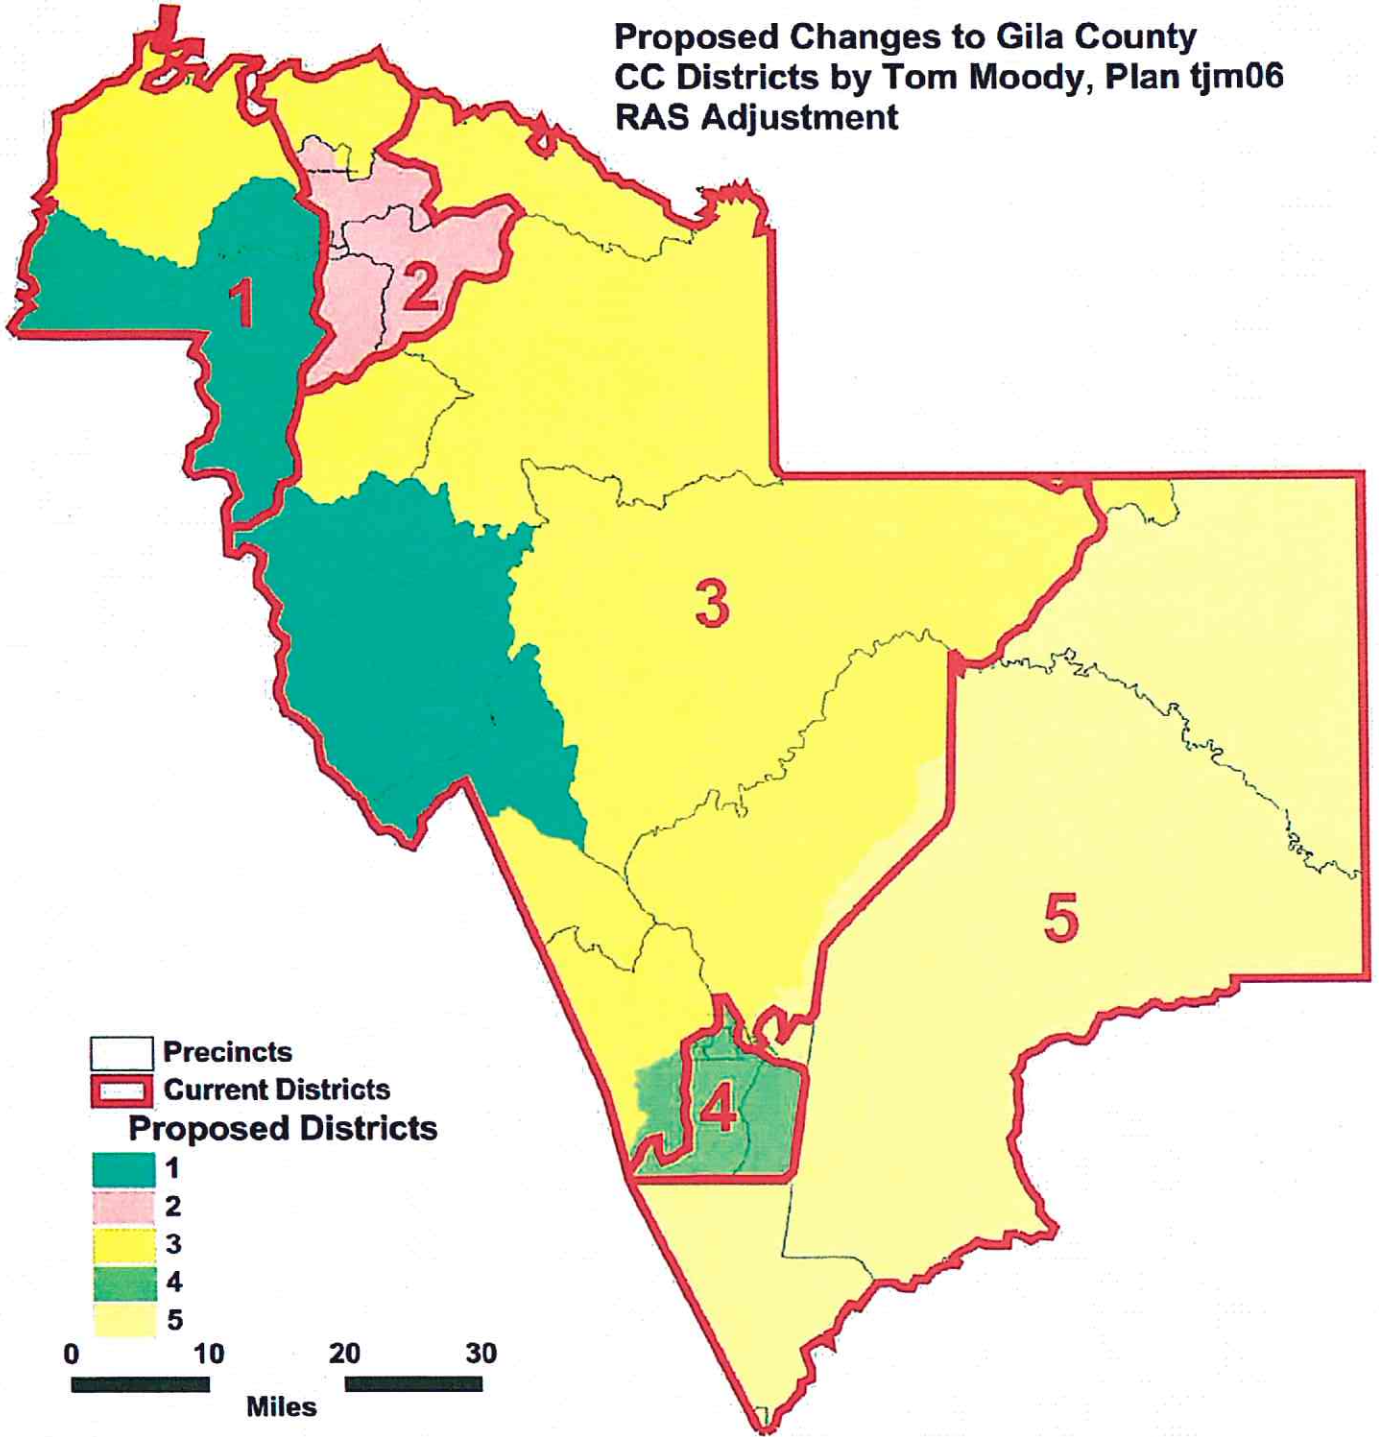 Proposed Changes to Gila County
CC Districts by Tom Moody, Plan tjm06
RAS Adjustment
1
2
3
5
4
Precincts
Current Districts
Proposed Districts
1
2
3
4
5
0 10 20 30
Miles